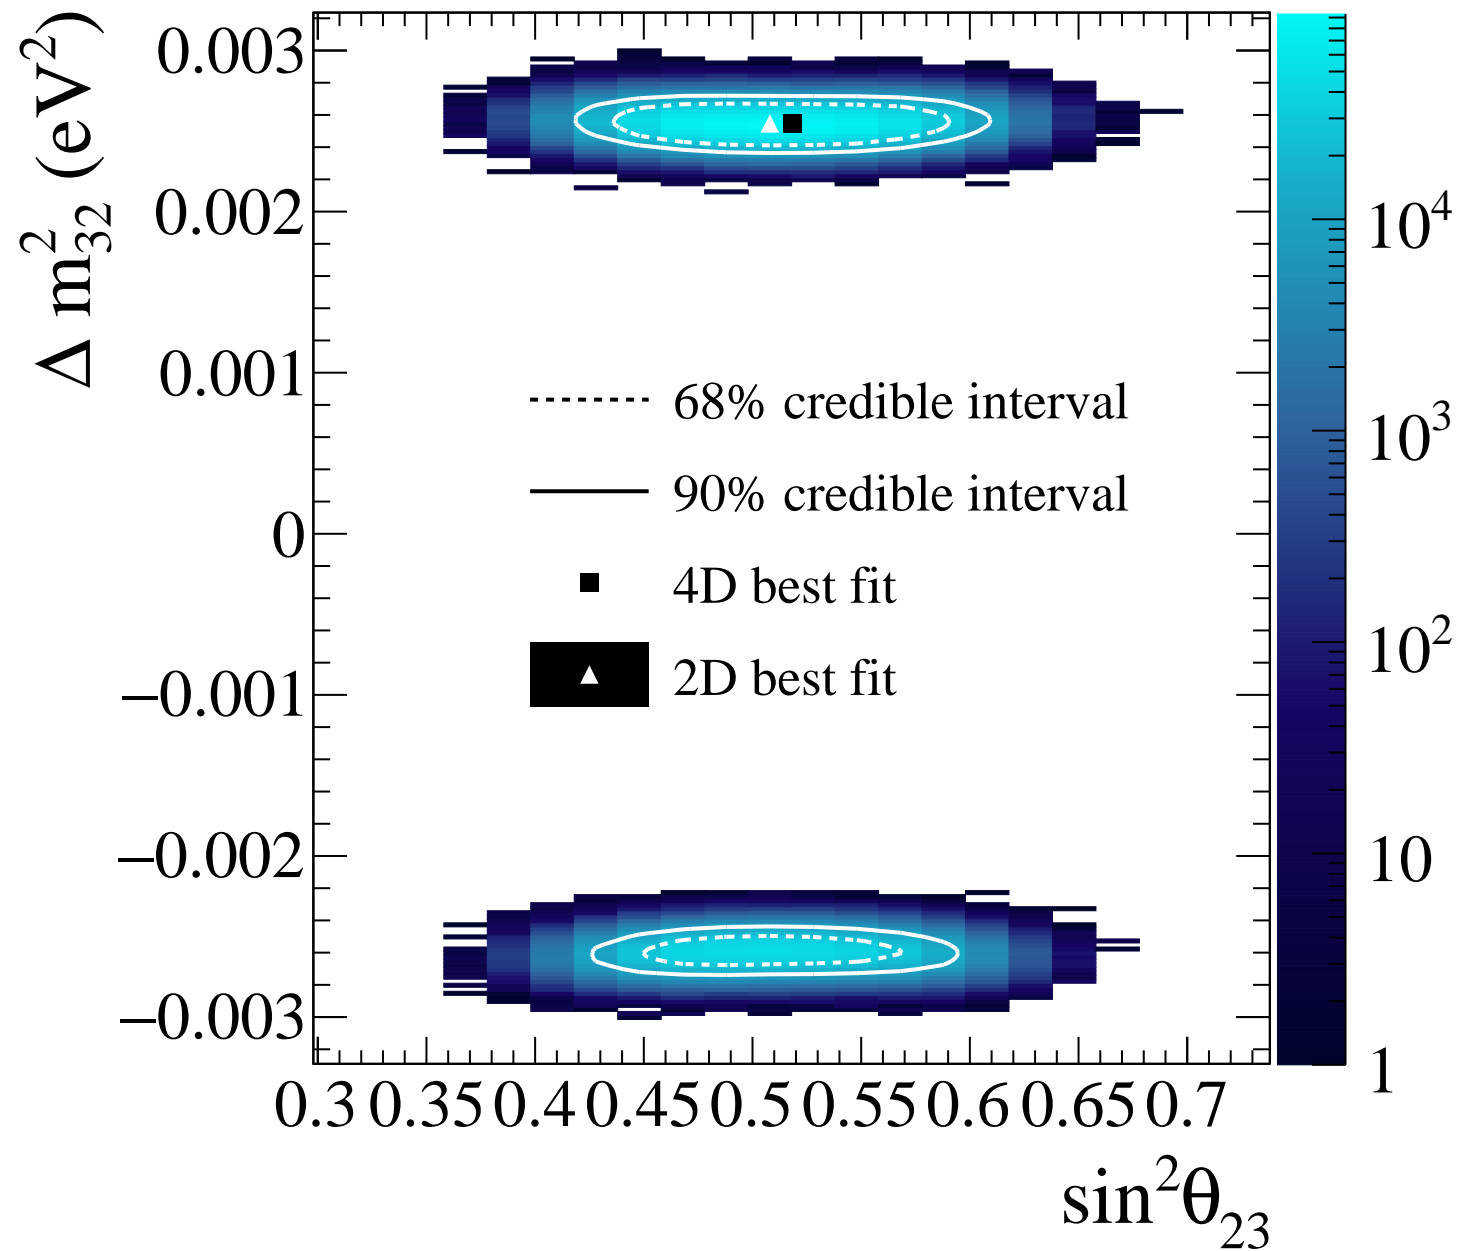 Δ m²₃₂ (eV²)
0.003
0.002
0.001
0
−0.001
−0.002
−0.003
68% credible interval
90% credible interval
4D best fit
2D best fit
10⁴
10³
10²
10
1
0.3 0.35 0.4 0.45 0.5 0.55 0.6 0.65 0.7
sin²θ₂₃